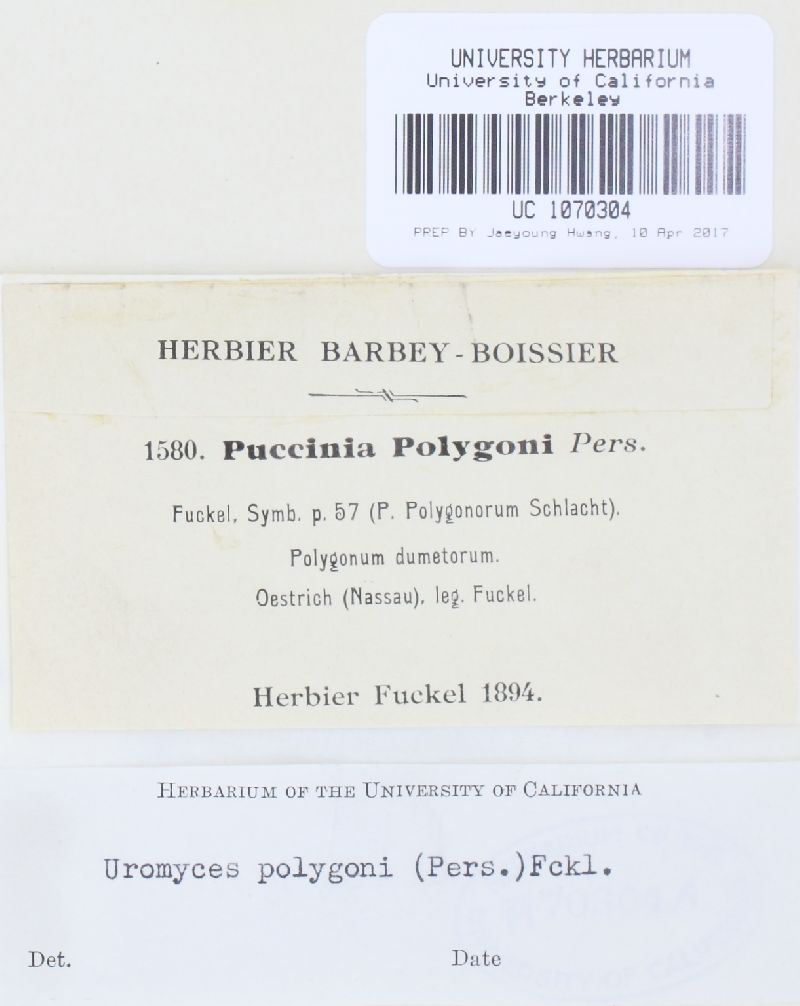 UNIVERSITY HERBARIUM
University of California
Berkeley
UC 1070304
PREP BY Jaeyoung Hwang, 10 Apr 2017
HERBIER BARBEY-BOISSIER
1580. Puccinia Polygoni Pers.
Fuckel, Symb. p. 57 (P. Polygonorum Schlacht).
Polygonum dumetorum.
Oestrich (Nassau), leg. Fuckel.
Herbier Fuckel 1894.
HERBARIUM OF THE UNIVERSITY OF CALIFORNIA
Uromyces polygoni (Pers.)Fckl.
Det. Date